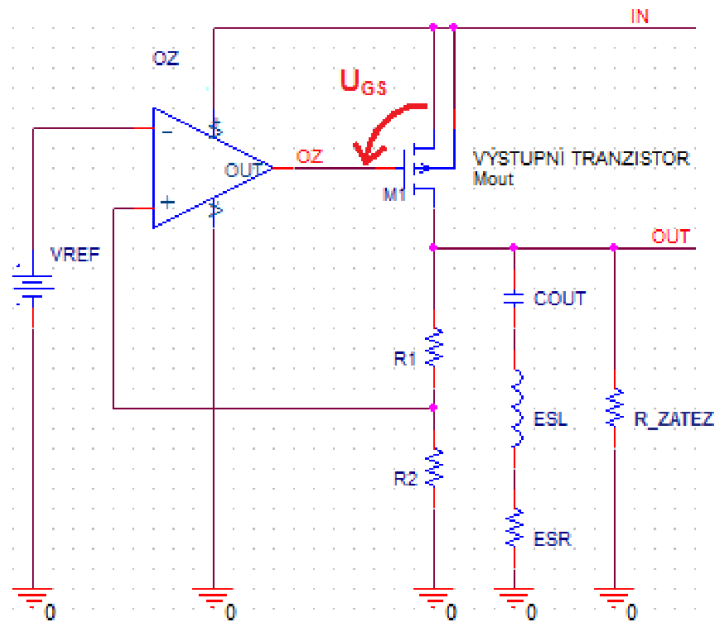 IN
OZ
UGS
-
V
OUT
OZ
VÝSTUPNÍ TRANZISTOR
Mout
M1
+
V
OUT
VREF
COUT
R1
ESL
R_ZATEZ
R2
ESR
0
0
0
0
0